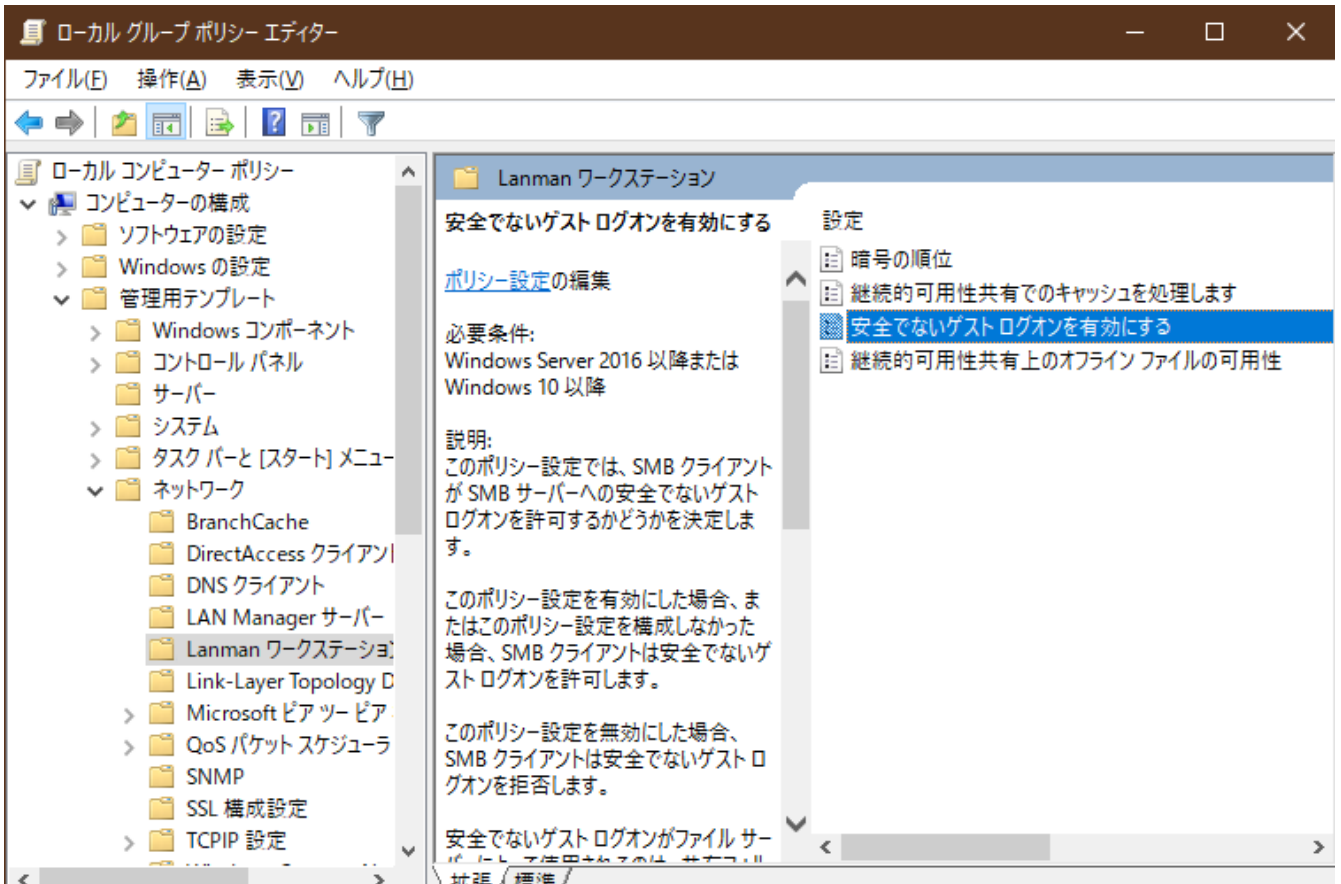 ローカル グループ ポリシー エディター
ファイル(F) 操作(A) 表示(V) ヘルプ(H)
ローカル コンピューター ポリシー
コンピューターの構成
ソフトウェアの設定
Windows の設定
管理用テンプレート
Windows コンポーネント
コントロール パネル
サーバー
システム
タスク バーと [スタート] メニュー
ネットワーク
BranchCache
DirectAccess クライアント
DNS クライアント
LAN Manager サーバー
Lanman ワークステーション
Link-Layer Topology D
Microsoft ピア ツー ピア
QoS パケット スケジューラ
SNMP
SSL 構成設定
TCPIP 設定
Lanman ワークステーション
安全でないゲスト ログオンを有効にする
ポリシー設定の編集
必要条件:
Windows Server 2016 以降または
Windows 10 以降
説明:
このポリシー設定では、SMB クライアント
が SMB サーバーへの安全でないゲスト
ログオンを許可するかどうかを決定しま
す。
このポリシー設定を有効にした場合、ま
たはこのポリシー設定を構成しなかった
場合、SMB クライアントは安全でないゲ
スト ログオンを許可します。
このポリシー設定を無効にした場合、
SMB クライアントは安全でないゲスト ロ
グオンを拒否します。
安全でないゲスト ログオンがファイル サー
設定
暗号の順位
継続的可用性共有でのキャッシュを処理します
安全でないゲスト ログオンを有効にする
継続的可用性共有上のオフライン ファイルの可用性
拡張 標準